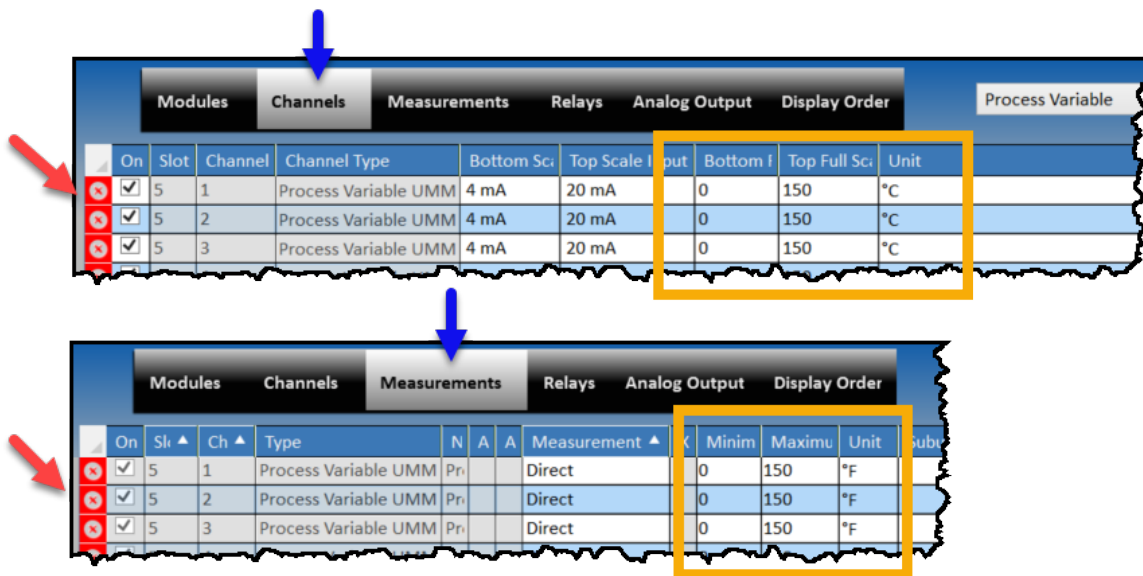 Modules Channels Measurements Relays Analog Output Display Order Process Variable
On Slot Channel Channel Type Bottom Sca Top Scale Input Bottom F Top Full Sca Unit
5 1 Process Variable UMM 4 mA 20 mA 0 150 °C
5 2 Process Variable UMM 4 mA 20 mA 0 150 °C
5 3 Process Variable UMM 4 mA 20 mA 0 150 °C
Modules Channels Measurements Relays Analog Output Display Order
On Slo Ch Type N A A Measurement X Minim Maximu Unit Subu
5 1 Process Variable UMM Pro Direct 0 150 °F
5 2 Process Variable UMM Pro Direct 0 150 °F
5 3 Process Variable UMM Pro Direct 0 150 °F